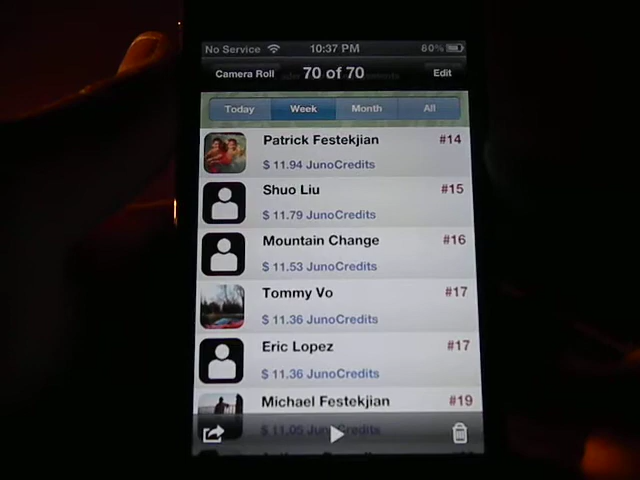 No Service 10:37 PM 80%
Camera Roll 70 of 70 Edit
Today Week Month All
Patrick Festekjian #14
$ 11.94 JunoCredits
Shuo Liu #15
$ 11.79 JunoCredits
Mountain Change #16
$ 11.53 JunoCredits
Tommy Vo #17
$ 11.36 JunoCredits
Eric Lopez #17
$ 11.36 JunoCredits
Michael Festekjian #19
$ 11.05 JunoCredits